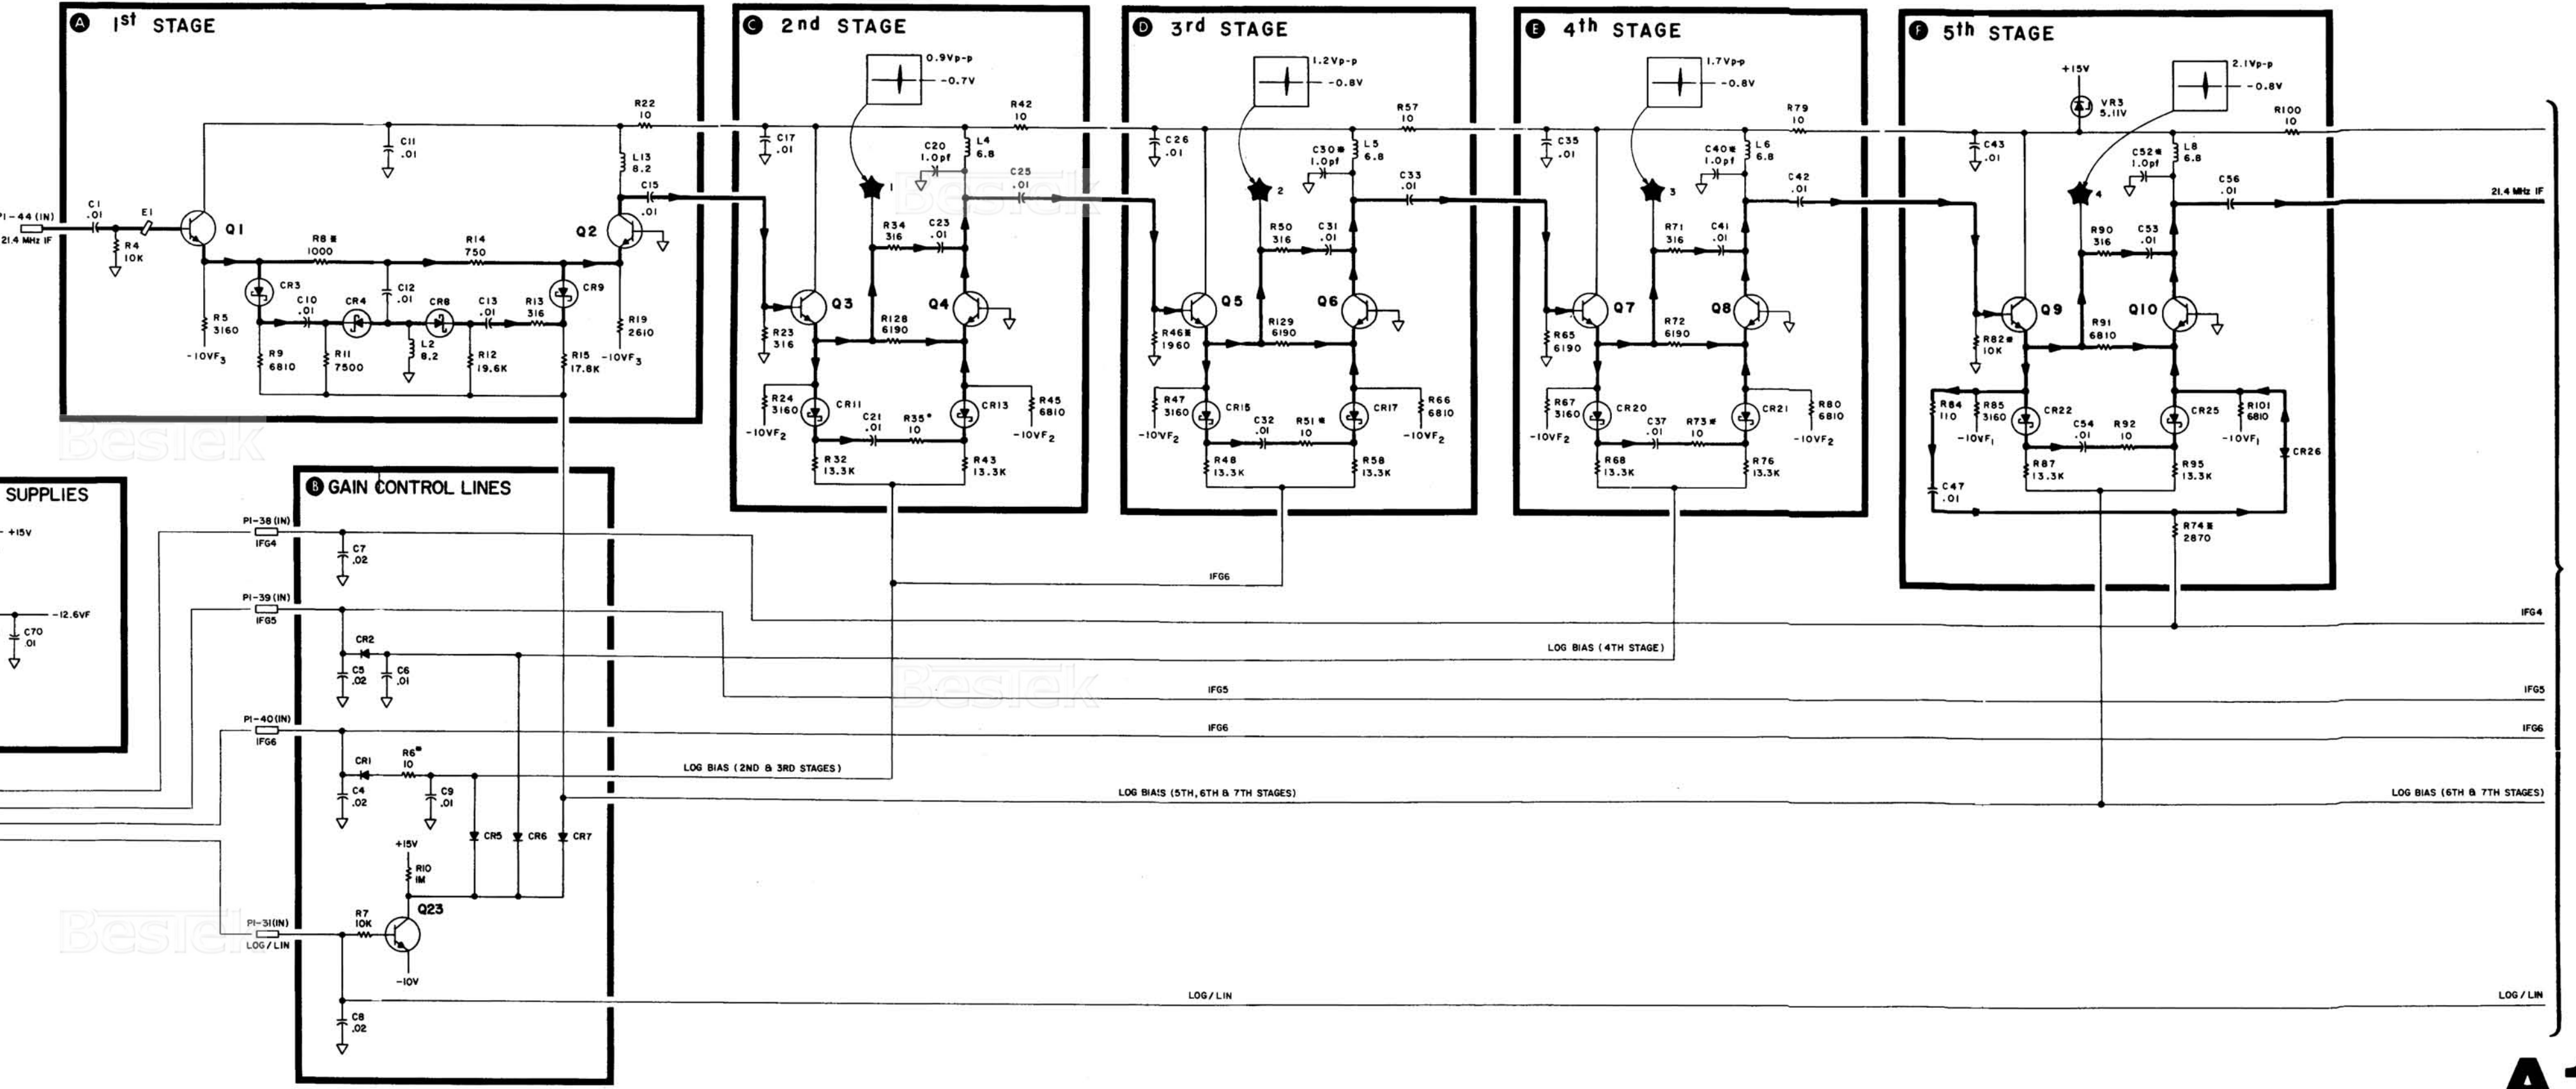 A 1st STAGE
P1-44 (IN)
21.4 MHz IF
C1
.01
E1
R4
10K
Q1
R5
3160
-10VF3
C11
.01
R8*
1000
R14
750
CR3
C10
.01
CR4
C12
.01
CR8
C13
.01
R13
316
CR9
R9
6810
R11
7500
L2
8.2
R12
19.6K
R15
17.8K
R22
10
L13
8.2
C15
.01
Q2
R19
2610
-10VF3
C 2nd STAGE
0.9Vp-p
-0.7V
C17
.01
R42
10
L4
6.8
C20
1.0pf
1
C25
.01
R34
316
C23
.01
Q3
Q4
R23
316
R128
6190
R24
3160
-10VF2
CR11
C21
.01
R35*
10
CR13
R45
6810
-10VF2
R32
13.3K
R43
13.3K
D 3rd STAGE
1.2Vp-p
-0.8V
C26
.01
R57
10
L5
6.8
C30*
1.0pf
2
C33
.01
R50
316
C31
.01
Q5
Q6
R46*
1960
R129
6190
R47
3160
-10VF2
CR15
C32
.01
R51*
10
CR17
R66
6810
-10VF2
R48
13.3K
R58
13.3K
E 4th STAGE
1.7Vp-p
-0.8V
C35
.01
R79
10
L6
6.8
C40*
1.0pf
3
C42
.01
R71
316
C41
.01
Q7
Q8
R65
6190
R72
6190
R67
3160
-10VF2
CR20
C37
.01
R73*
10
CR21
R80
6810
-10VF2
R68
13.3K
R76
13.3K
F 5th STAGE
+15V
VR3
5.11V
2.1Vp-p
-0.8V
R100
10
C43
.01
L8
6.8
C52*
1.0pf
4
C56
.01
21.4 MHz IF
R90
316
C53
.01
Q9
Q10
R82*
10K
R91
6810
R84
110
R85
3160
-10VF1
CR22
C54
.01
R92
10
CR25
R101
6810
-10VF1
CR26
R87
13.3K
R95
13.3K
C47
.01
R74*
2870
SUPPLIES
+15V
-12.6VF
C70
.01
B GAIN CONTROL LINES
P1-38 (IN)
IFG4
C7
.02
P1-39 (IN)
IFG5
CR2
C5
.02
C6
.01
P1-40 (IN)
IFG6
CR1
R6*
10
C4
.02
C9
.01
CR5
CR6
CR7
+15V
R10
1M
Q23
P1-31(IN)
LOG/LIN
R7
10K
-10V
C8
.02
IFG6
IFG4
LOG BIAS (4TH STAGE)
IFG5
IFG5
IFG6
IFG6
LOG BIAS (2ND & 3RD STAGES)
LOG BIAS (5TH, 6TH & 7TH STAGES)
LOG BIAS (6TH & 7TH STAGES)
LOG/LIN
LOG/LIN
BesTek
BesTek
BesTek
BesTek